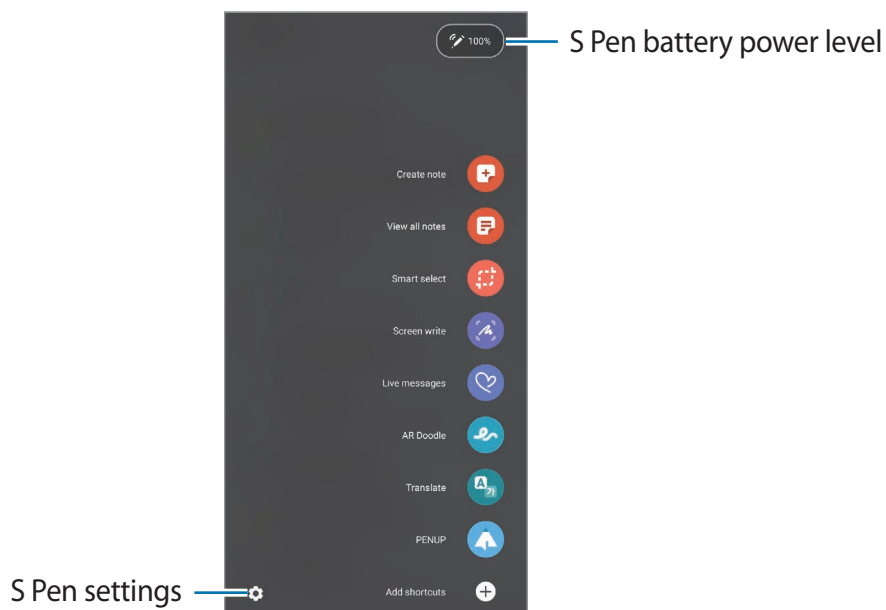 100%
S Pen battery power level
Create note
View all notes
Smart select
Screen write
Live messages
AR Doodle
A
Translate
가
PENUP
S Pen settings
Add shortcuts